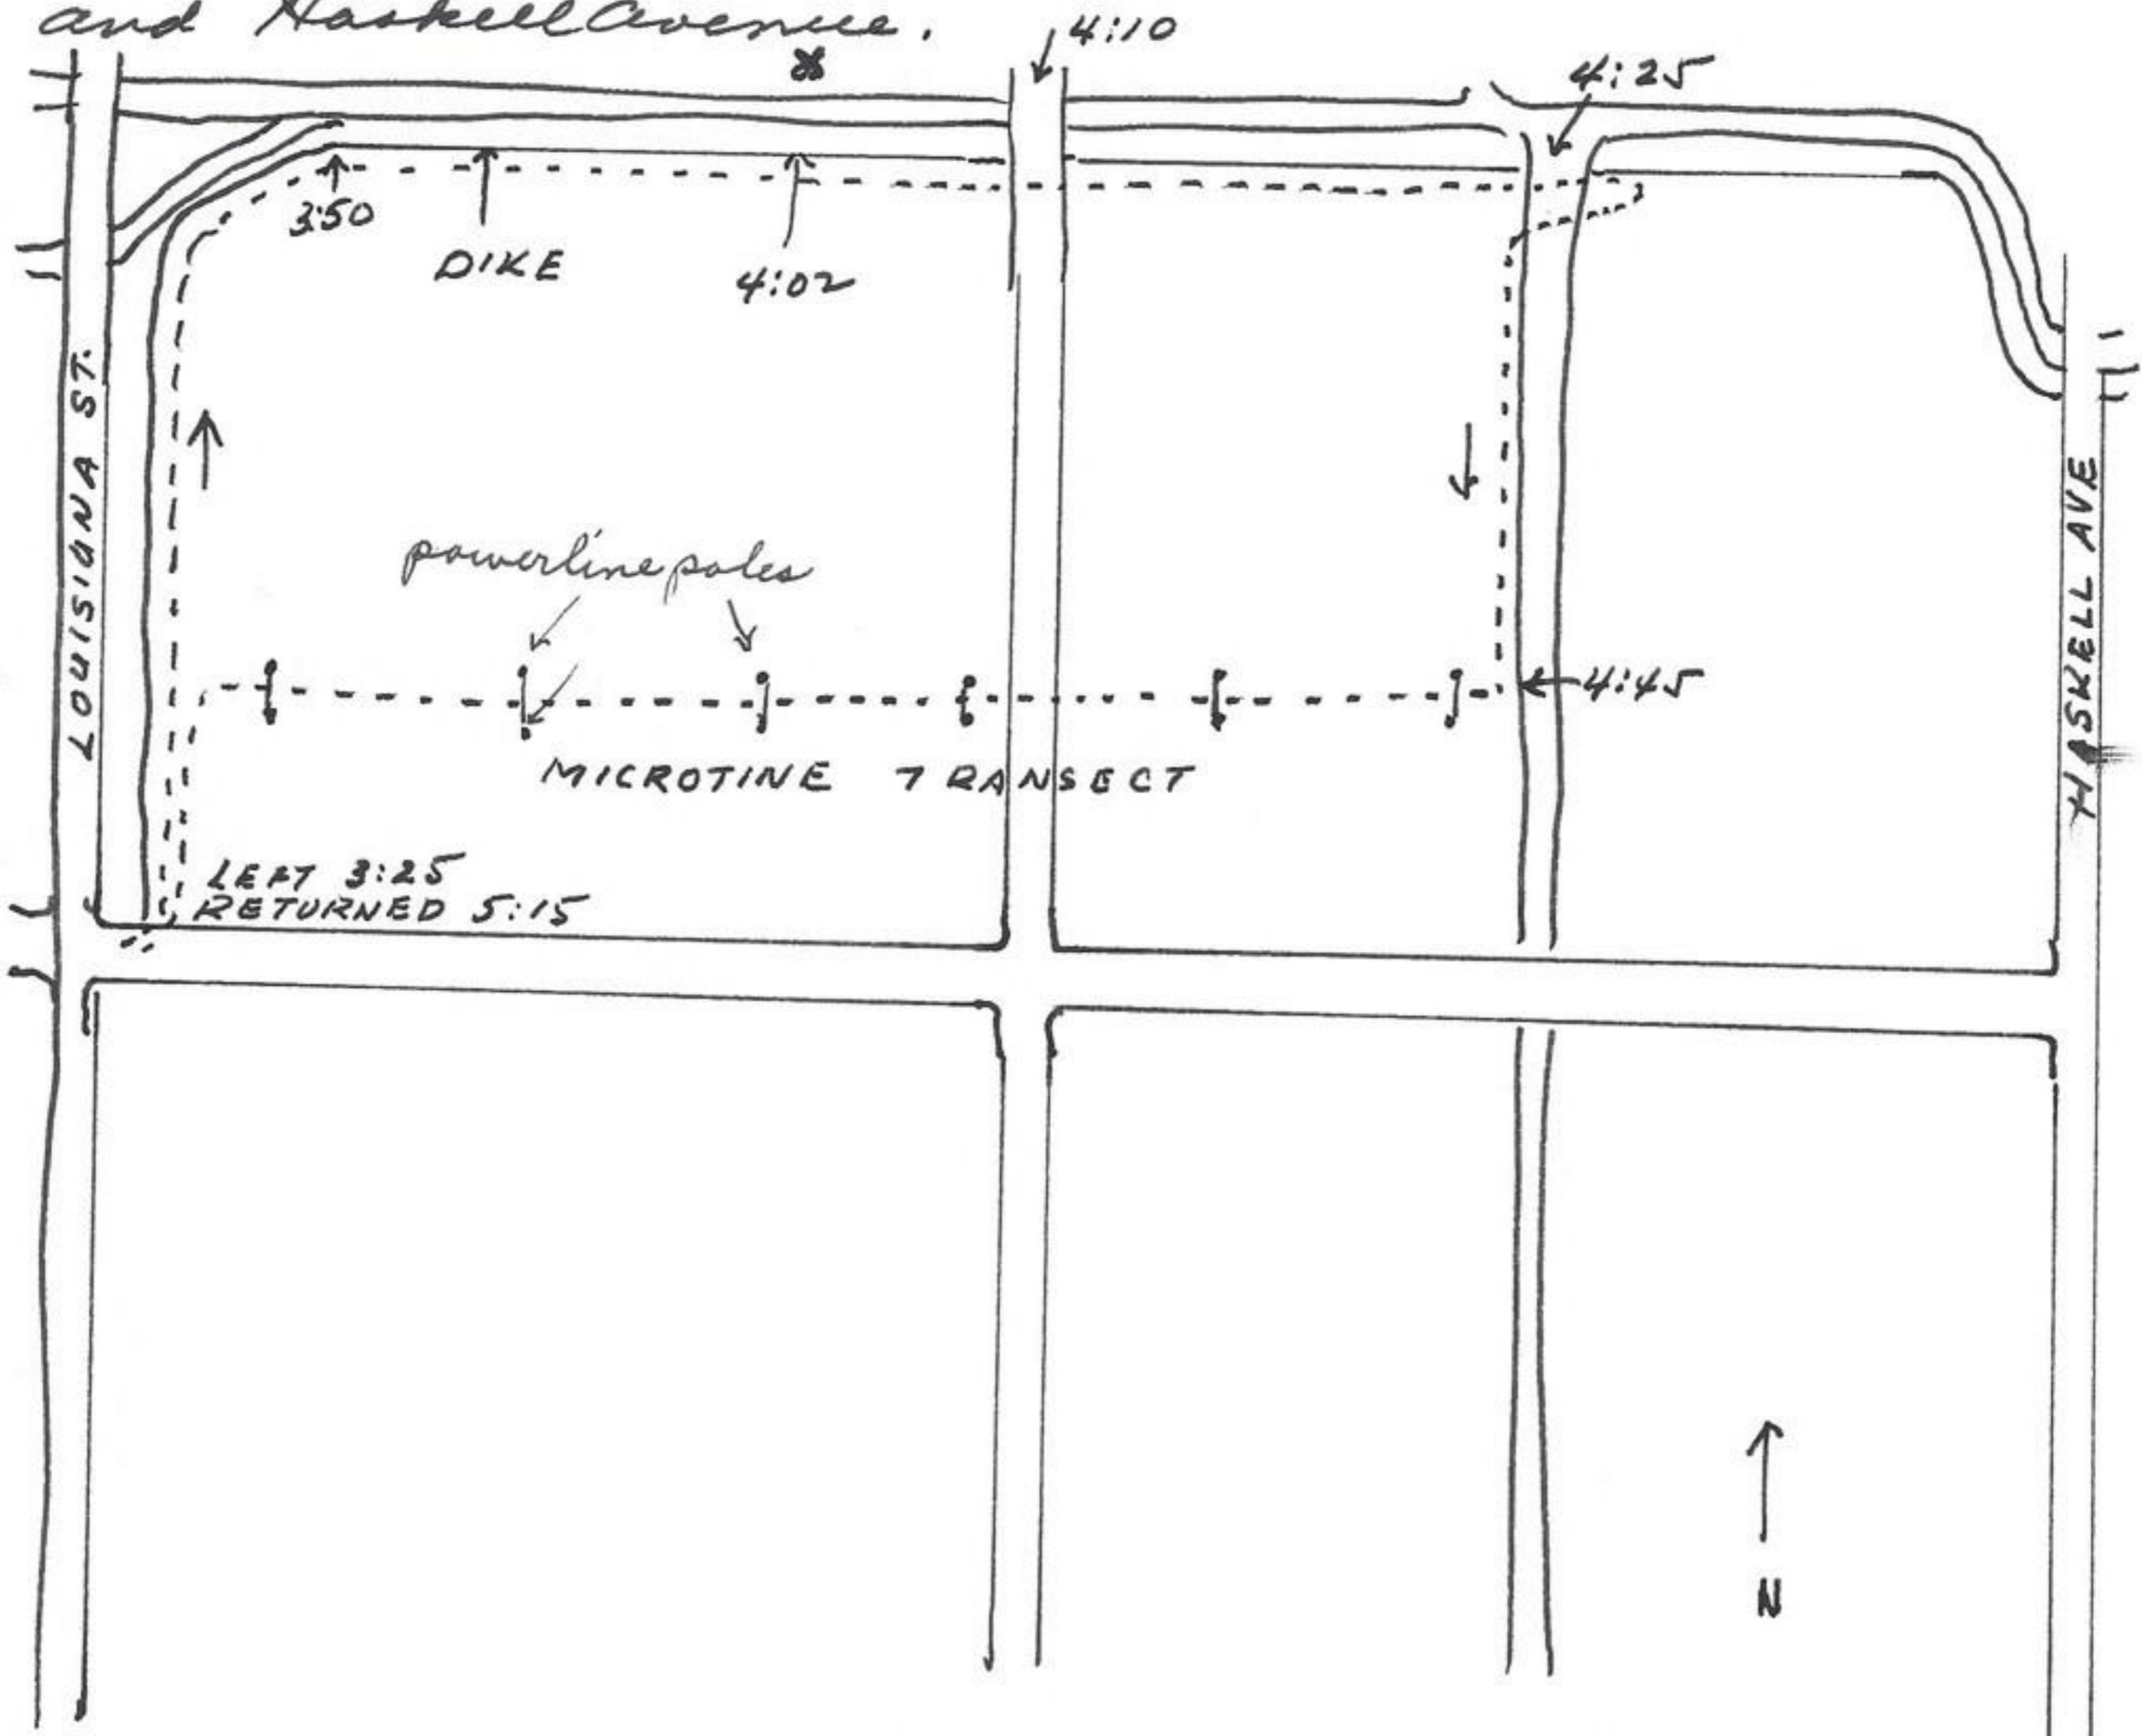 and Haskell Avenue.
4:10
4:25
3:50
DIKE
4:02
LOUISIANA ST.
powerline poles
HASKELL AVE
4:45
MICROTINE TRANSECT
LEFT 3:25
RETURNED 5:15
N